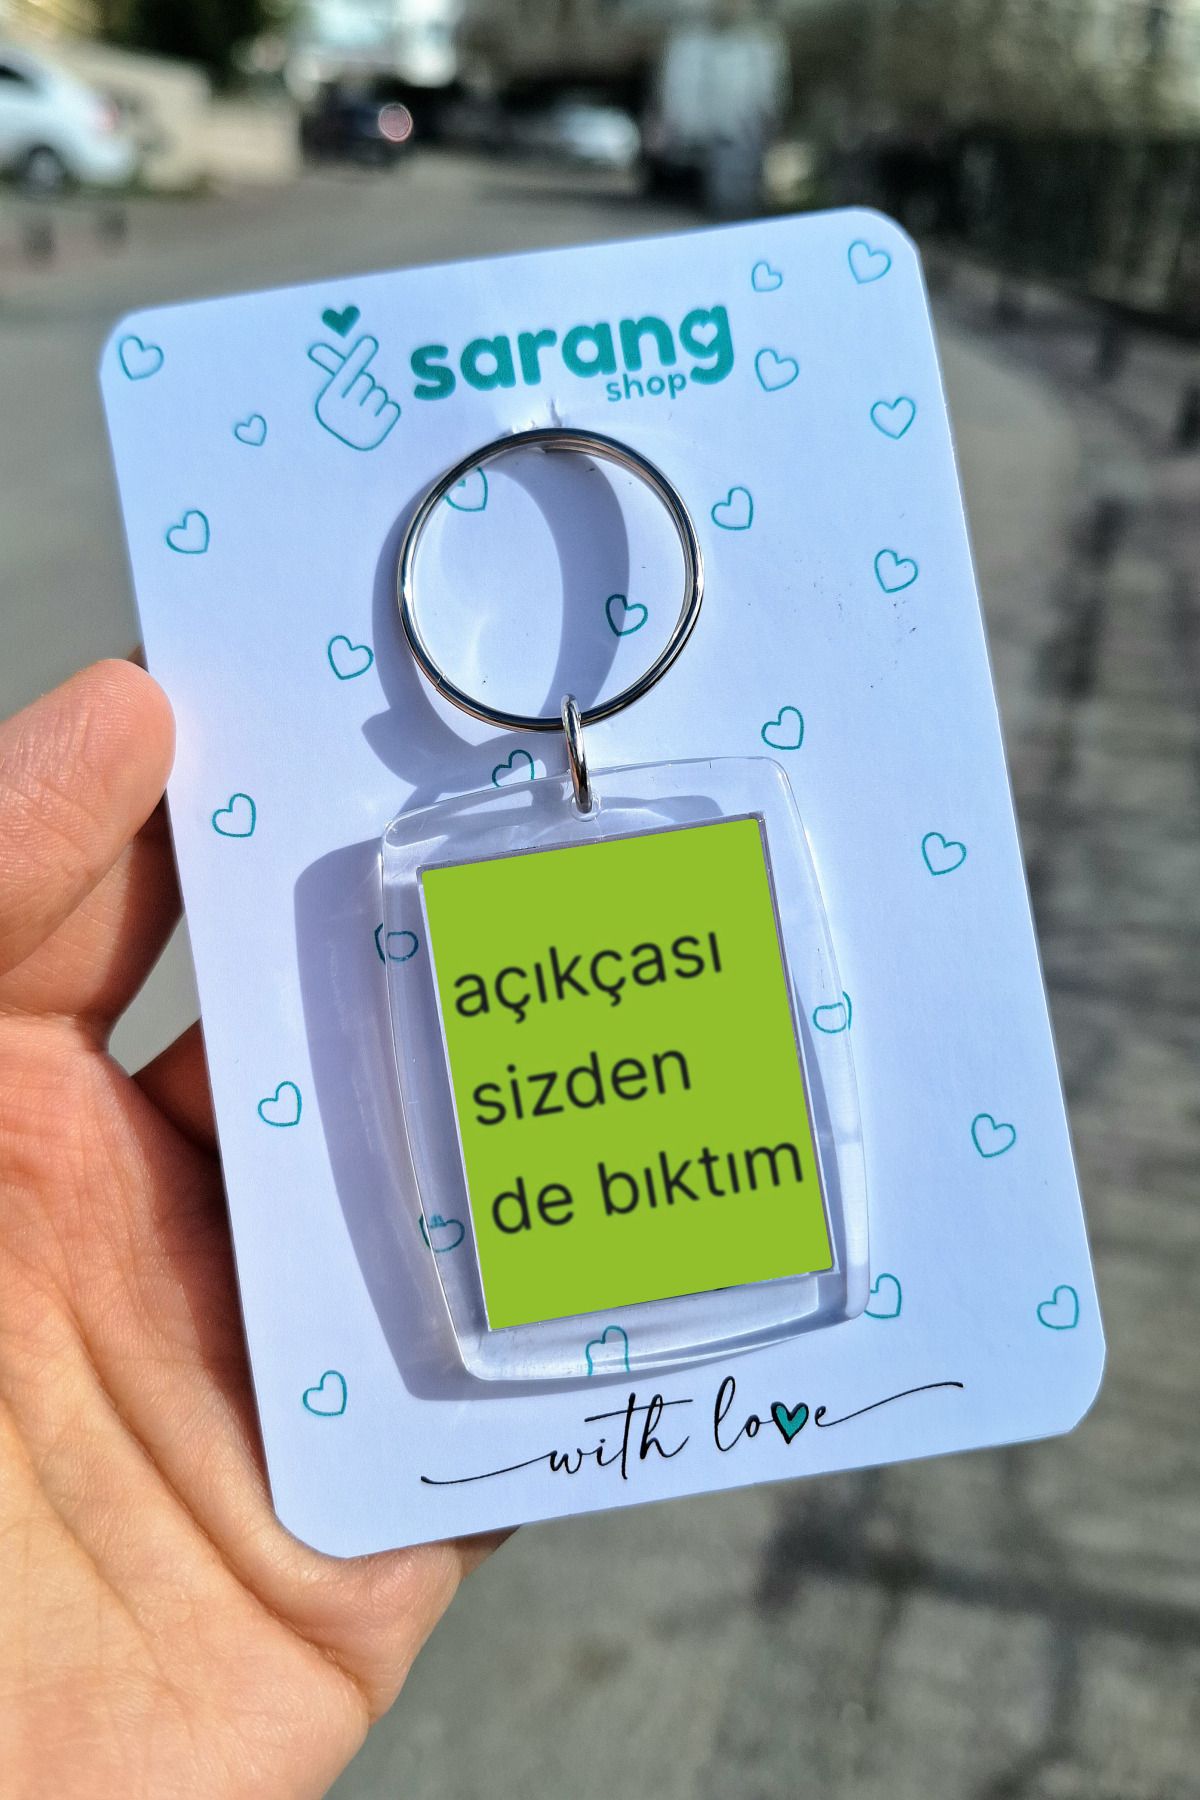 sarang
shop
açıkçası
sizden
de bıktım
with love